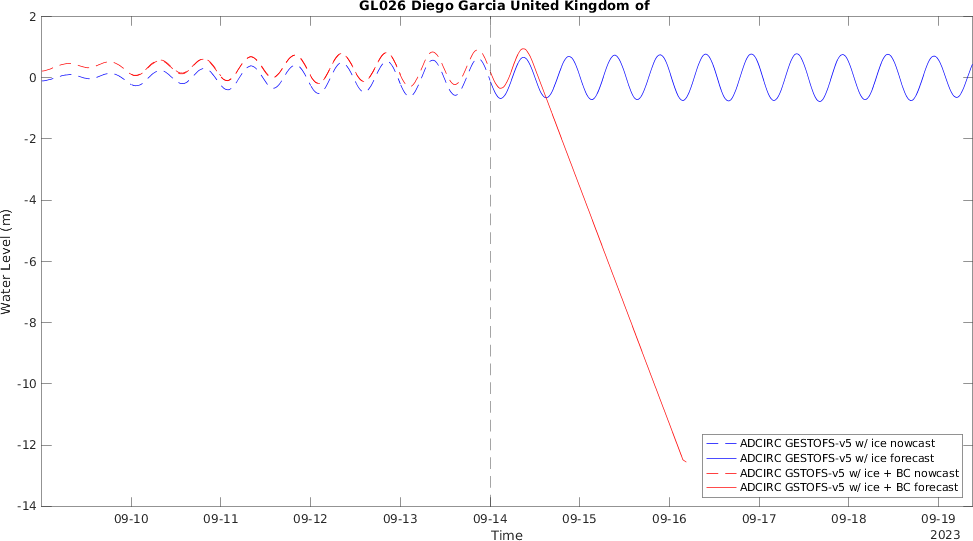 GL026 Diego Garcia United Kingdom of
2
0
-2
-4
-6
-8
-10
-12
-14
Water Level (m)
ADCIRC GESTOFS-v5 w/ ice nowcast
ADCIRC GESTOFS-v5 w/ ice forecast
ADCIRC GSTOFS-v5 w/ ice + BC nowcast
ADCIRC GSTOFS-v5 w/ ice + BC forecast
09-10 09-11 09-12 09-13 09-14 09-15 09-16 09-17 09-18 09-19
Time
2023